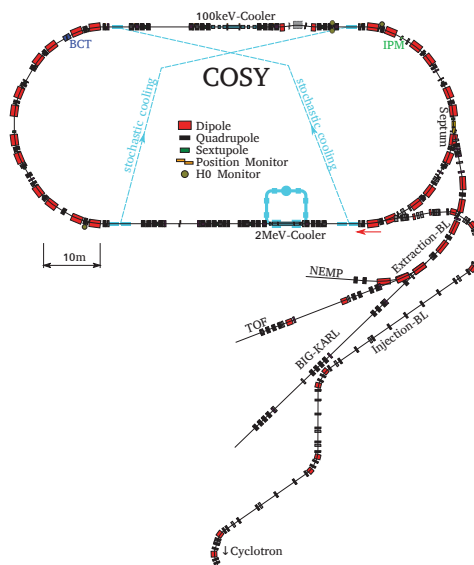 100keV-Cooler
BCT
IPM
COSY
stochastic cooling
stochastic cooling
Septum
Dipole
Quadrupole
Sextupole
Position Monitor
H0 Monitor
2MeV-Cooler
10m
Extraction-BL
NEMP
TOF
BIG-KARL
Injection-BL
↓Cyclotron